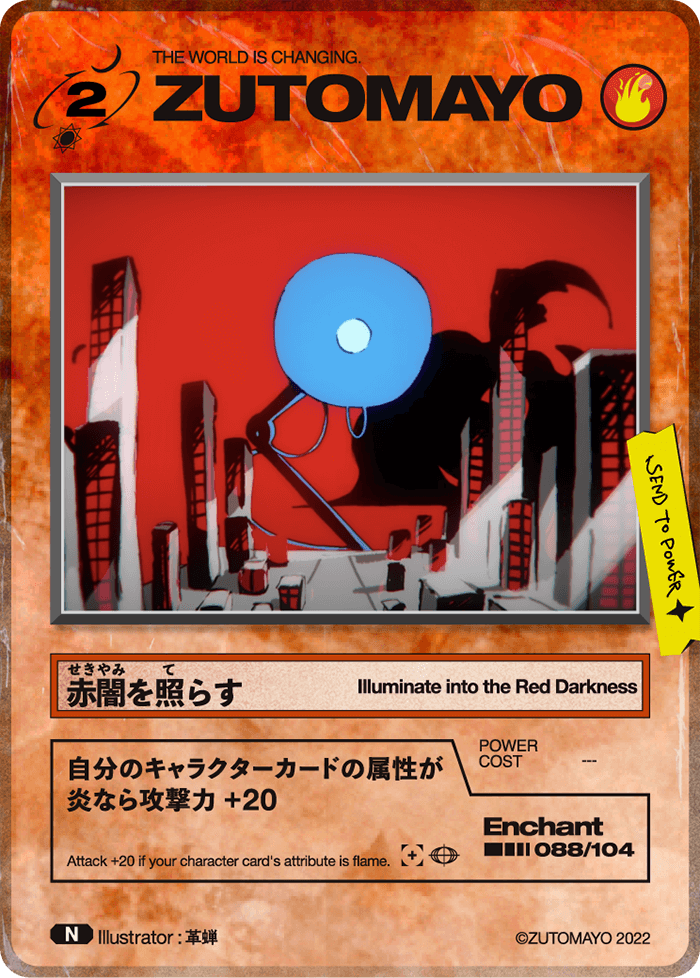 THE WORLD IS CHANGING.
2
ZUTOMAYO
SEND TO POWER
せきやみ て
赤闇を照らす
Illuminate into the Red Darkness
自分のキャラクターカードの属性が
炎なら攻撃力 +20
Attack +20 if your character card's attribute is flame.
POWER
COST ---
Enchant
088/104
N Illustrator : 革蝉
©ZUTOMAYO 2022